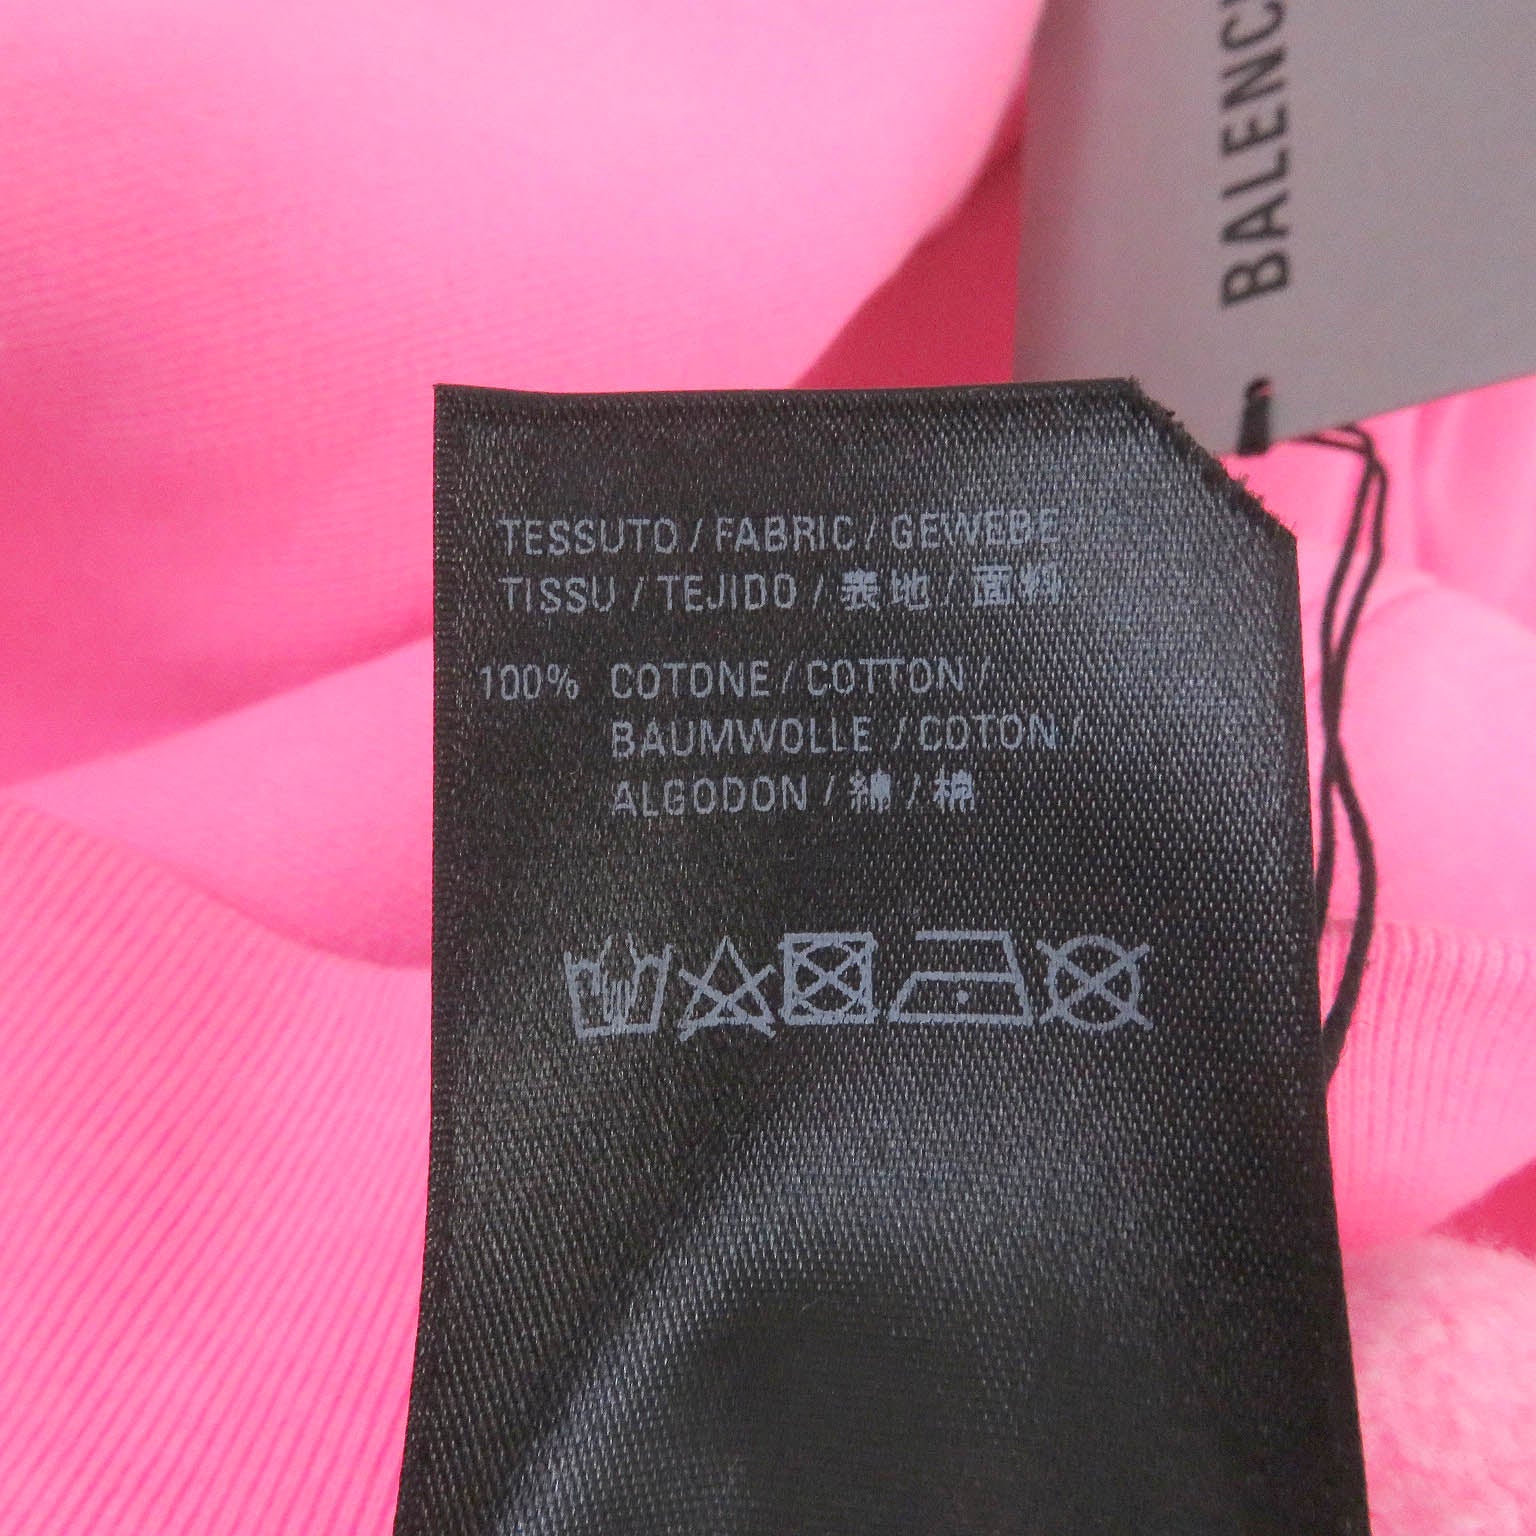 BALENC
TESSUTO / FABRIC / GEWEBE
TISSU / TEJIDO / 表地 / 面料
100% COTONE / COTTON /
BAUMWOLLE / COTON /
ALGODON / 綿 / 棉